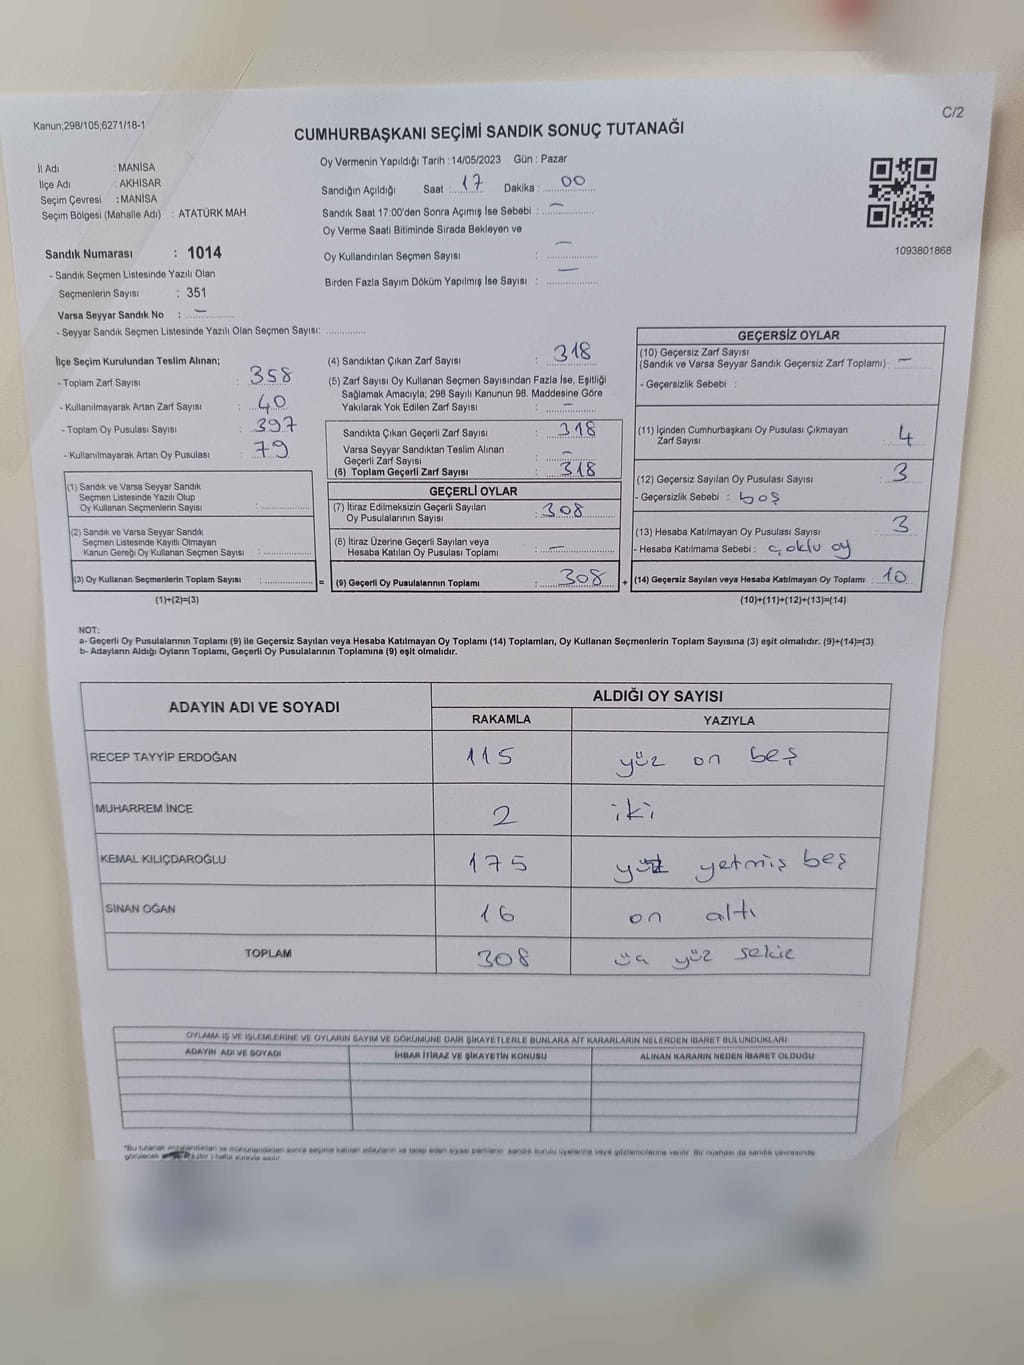 Kanun;298/105;6271/18-1
C/2
CUMHURBAŞKANI SEÇİMİ SANDIK SONUÇ TUTANAĞI
Oy Vermenin Yapıldığı Tarih : 14/05/2023 Gün : Pazar
İl Adı : MANİSA
İlçe Adı : AKHİSAR
Seçim Çevresi : MANİSA
Seçim Bölgesi (Mahalle Adı) : ATATÜRK MAH.
Sandık Numarası : 1014
- Sandık Seçmen Listesinde Yazılı Olan
Seçmenlerin Sayısı : 351
Varsa Seyyar Sandık No : —
- Seyyar Sandık Seçmen Listesinde Yazılı Olan Seçmen Sayısı: ..............
Sandığın Açıldığı Saat : 17 Dakika : 00
Sandık Saat 17:00'den Sonra Açımış İse Sebebi : —
Oy Verme Saati Bitiminde Sırada Bekleyen ve
Oy Kullandırılan Seçmen Sayısı : —
Birden Fazla Sayım Döküm Yapılmış İse Sayısı : —
1093801868
İlçe Seçim Kurulundan Teslim Alınan;
- Toplam Zarf Sayısı : 358
- Kullanılmayarak Artan Zarf Sayısı : 40
- Toplam Oy Pusulası Sayısı : 397
- Kullanılmayarak Artan Oy Pusulası : 79
(1) Sandık ve Varsa Seyyar Sandık
Seçmen Listesinde Yazılı Olup
Oy Kullanan Seçmenlerin Sayısı : ..............
(2) Sandık ve Varsa Seyyar Sandık
Seçmen Listesinde Kayıtlı Olmayan
Kanun Gereği Oy Kullanan Seçmen Sayısı : ..............
(3) Oy Kullanan Seçmenlerin Toplam Sayısı : .............. =
(1)+(2)=(3)
(4) Sandıktan Çıkan Zarf Sayısı : 318
(5) Zarf Sayısı Oy Kullanan Seçmen Sayısından Fazla İse, Eşitliği
Sağlamak Amacıyla; 298 Sayılı Kanunun 98. Maddesine Göre
Yakılarak Yok Edilen Zarf Sayısı : —
Sandıkta Çıkan Geçerli Zarf Sayısı : 318
Varsa Seyyar Sandıktan Teslim Alınan
Geçerli Zarf Sayısı : —
(6) Toplam Geçerli Zarf Sayısı : 318
GEÇERLİ OYLAR
(7) İtiraz Edilmeksizin Geçerli Sayılan
Oy Pusulalarının Sayısı : 308
(8) İtiraz Üzerine Geçerli Sayılan veya
Hesaba Katılan Oy Pusulası Toplamı : —
(9) Geçerli Oy Pusulalarının Toplamı : 308 +
GEÇERSİZ OYLAR
(10) Geçersiz Zarf Sayısı
(Sandık ve Varsa Seyyar Sandık Geçersiz Zarf Toplamı) : —
- Geçersizlik Sebebi :
(11) İçinden Cumhurbaşkanı Oy Pusulası Çıkmayan
Zarf Sayısı : 4
(12) Geçersiz Sayılan Oy Pusulası Sayısı : 3
- Geçersizlik Sebebi : boş
(13) Hesaba Katılmayan Oy Pusulası Sayısı : 3
- Hesaba Katılmama Sebebi : çoklu oy
(14) Geçersiz Sayılan veya Hesaba Katılmayan Oy Toplamı : 10
(10)+(11)+(12)+(13)=(14)
NOT:
a- Geçerli Oy Pusulalarının Toplamı (9) ile Geçersiz Sayılan veya Hesaba Katılmayan Oy Toplamı (14) Toplamları, Oy Kullanan Seçmenlerin Toplam Sayısına (3) eşit olmalıdır. (9)+(14)=(3)
b- Adayların Aldığı Oyların Toplamı, Geçerli Oy Pusulalarının Toplamına (9) eşit olmalıdır.
ADAYIN ADI VE SOYADI
ALDIĞI OY SAYISI
RAKAMLA YAZIYLA
RECEP TAYYİP ERDOĞAN 115 yüz on beş
MUHARREM İNCE 2 iki
KEMAL KILIÇDAROĞLU 175 yüz yetmiş beş
SİNAN OĞAN 16 on altı
TOPLAM 308 üç yüz sekiz
OYLAMA İŞ VE İŞLEMLERİNE VE OYLARIN SAYIM VE DÖKÜMÜNE DAİR ŞİKAYETLERLE BUNLARA AİT KARARLARIN NELERDEN İBARET BULUNDUKLARI
ADAYIN ADI VE SOYADI İHBAR İTİRAZ VE ŞİKAYETİN KONUSU ALINAN KARARIN NEDEN İBARET OLDUĞU